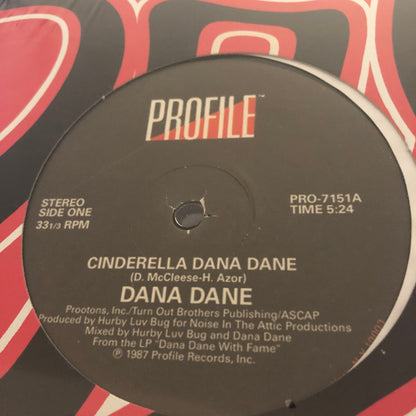 PROFILE™
STEREO
SIDE ONE
33 1/3 RPM
PRO-7151A
TIME 5:24
CINDERELLA DANA DANE
(D. McCleese-H. Azor)
DANA DANE
Prootons, Inc./Turn Out Brothers Publishing/ASCAP
Produced by Hurby Luv Bug for Noise In The Attic Productions
Mixed by Hurby Luv Bug and Dana Dane
From the LP "Dana Dane With Fame"
℗ 1987 Profile Records, Inc.